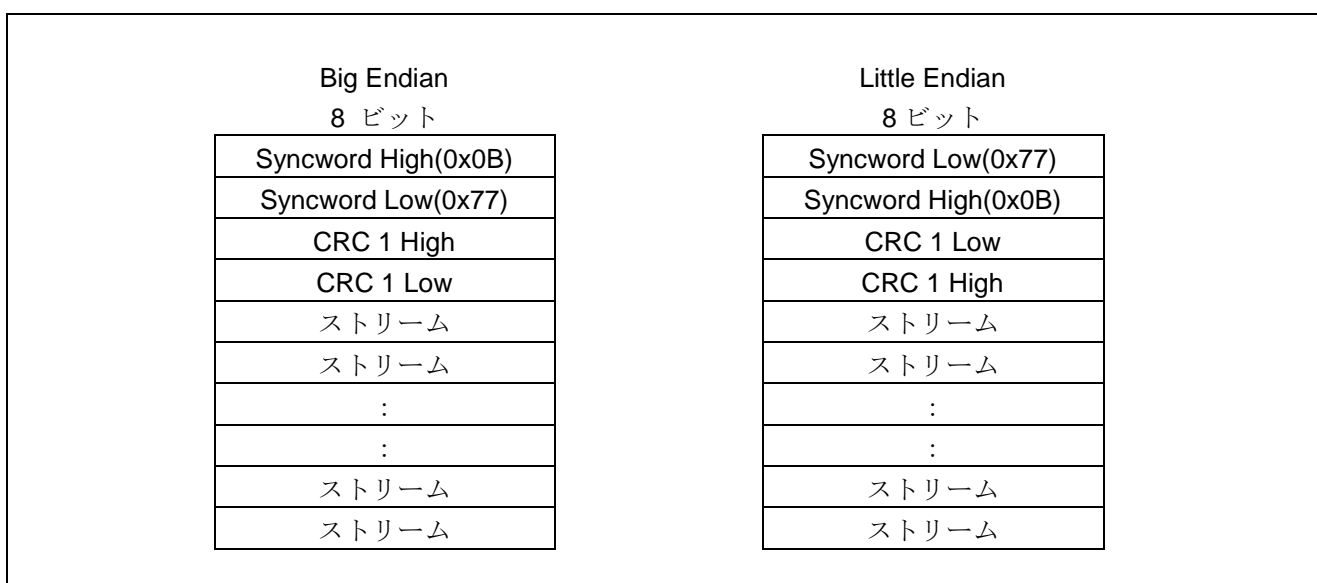 Big Endian
8 ビット
Syncword High(0x0B)
Syncword Low(0x77)
CRC 1 High
CRC 1 Low
ストリーム
ストリーム
:
:
ストリーム
ストリーム
Little Endian
8 ビット
Syncword Low(0x77)
Syncword High(0x0B)
CRC 1 Low
CRC 1 High
ストリーム
ストリーム
:
:
ストリーム
ストリーム